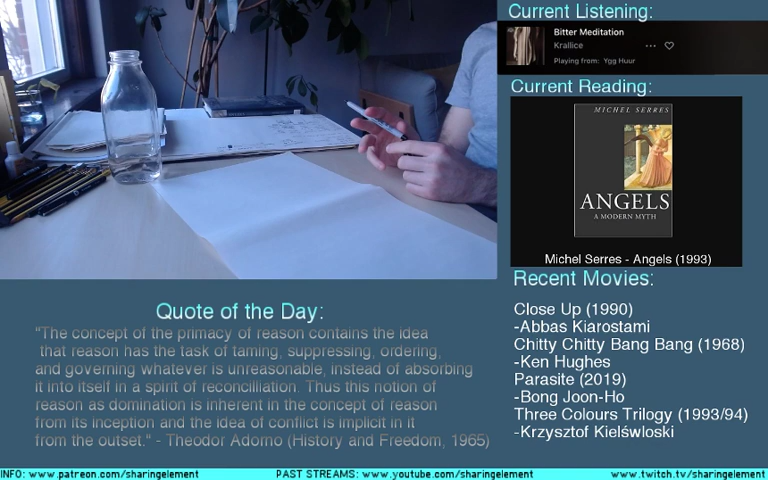 Current Listening:
Bitter Meditation
Krallice
Playing from: Ygg Huur
Current Reading:
MICHEL SERRES
ANGELS
A MODERN MYTH
Michel Serres - Angels (1993)
Recent Movies:
Close Up (1990)
-Abbas Kiarostami
Chitty Chitty Bang Bang (1968)
-Ken Hughes
Parasite (2019)
-Bong Joon-Ho
Three Colours Trilogy (1993/94)
-Krzysztof Kielśwloski
Quote of the Day:
"The concept of the primacy of reason contains the idea
that reason has the task of taming, suppressing, ordering,
and governing whatever is unreasonable, instead of absorbing
it into itself in a spirit of reconcilliation. Thus this notion of
reason as domination is inherent in the concept of reason
from its inception and the idea of conflict is implicit in it
from the outset." - Theodor Adorno (History and Freedom, 1965)
INFO: www.patreon.com/sharingelement
PAST STREAMS: www.youtube.com/sharingelement
www.twitch.tv/sharingelement